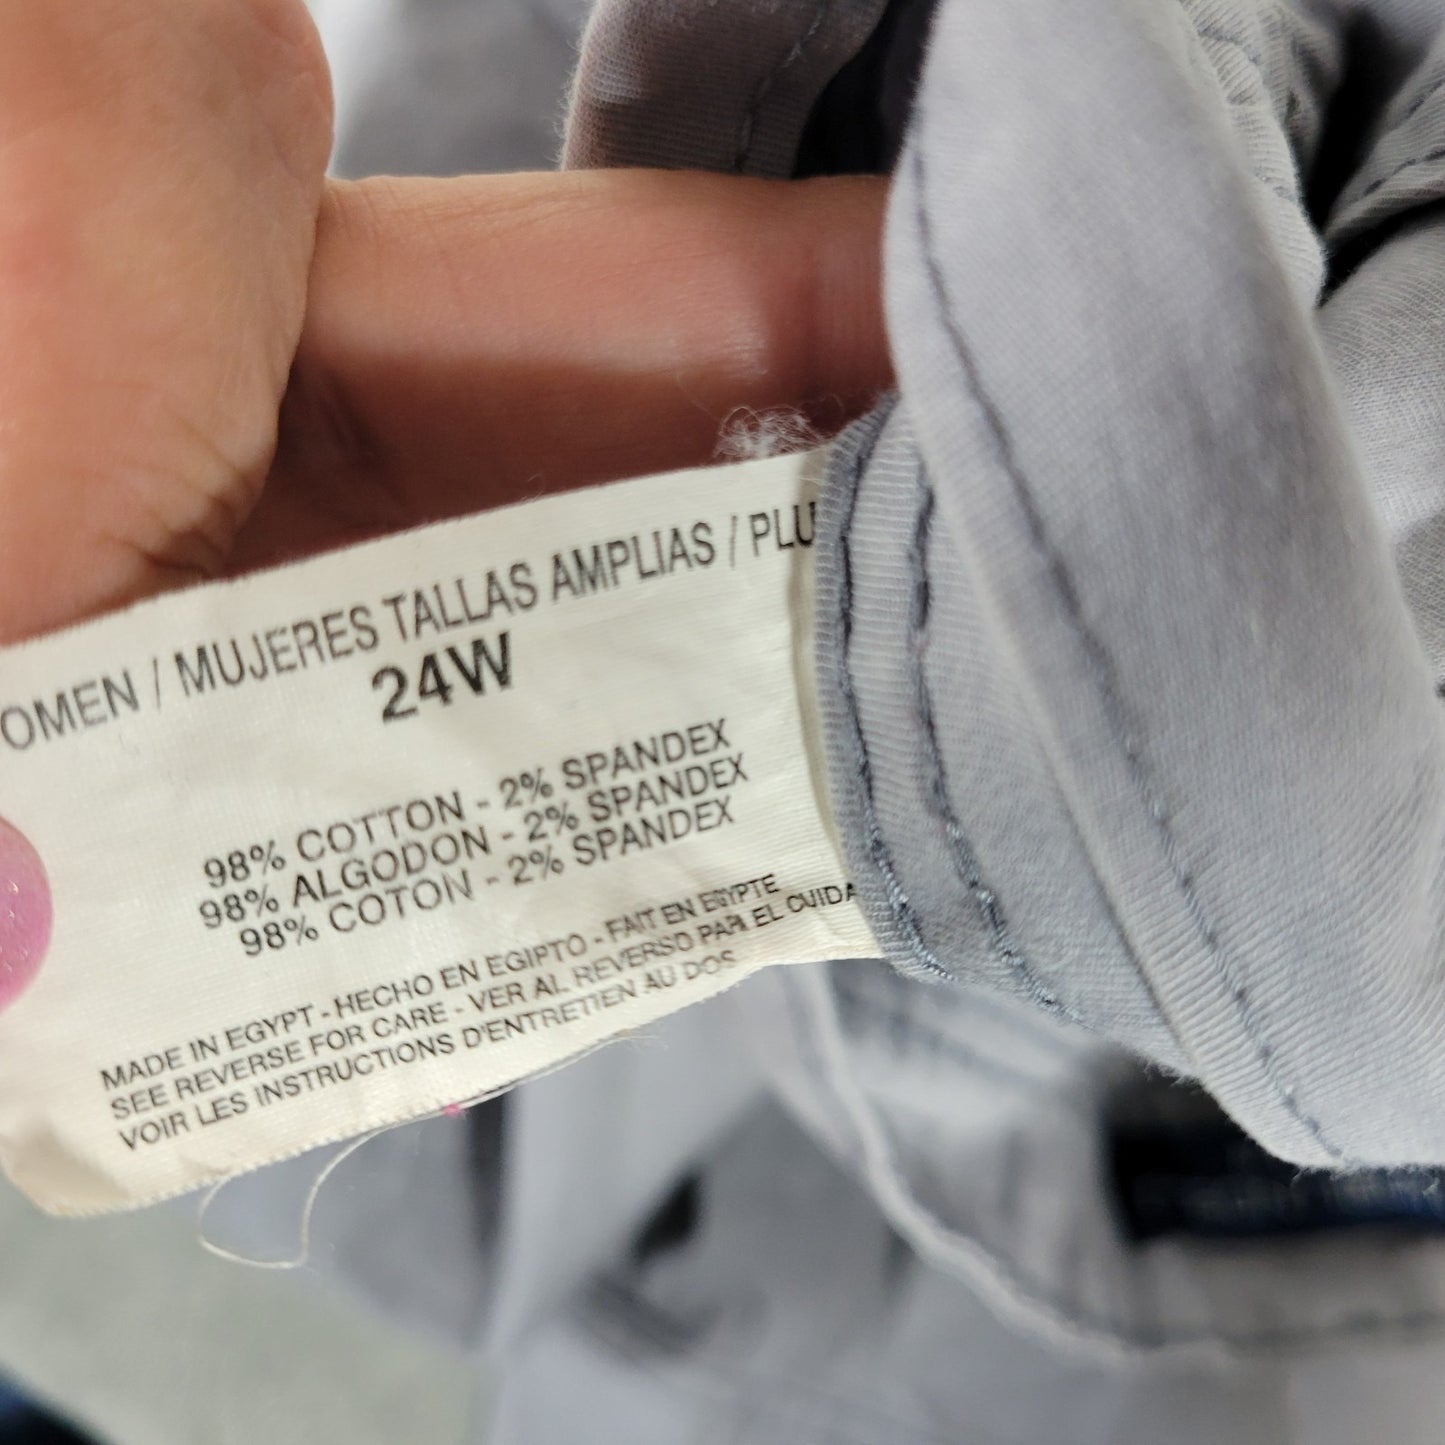 OMEN / MUJERES TALLAS AMPLIAS / PLU
24W
98% COTTON - 2% SPANDEX
98% ALGODON - 2% SPANDEX
98% COTON - 2% SPANDEX
MADE IN EGYPT - HECHO EN EGIPTO - FAIT EN EGYPTE
SEE REVERSE FOR CARE - VER AL REVERSO PARA EL CUIDA
VOIR LES INSTRUCTIONS D'ENTRETIEN AU DOS